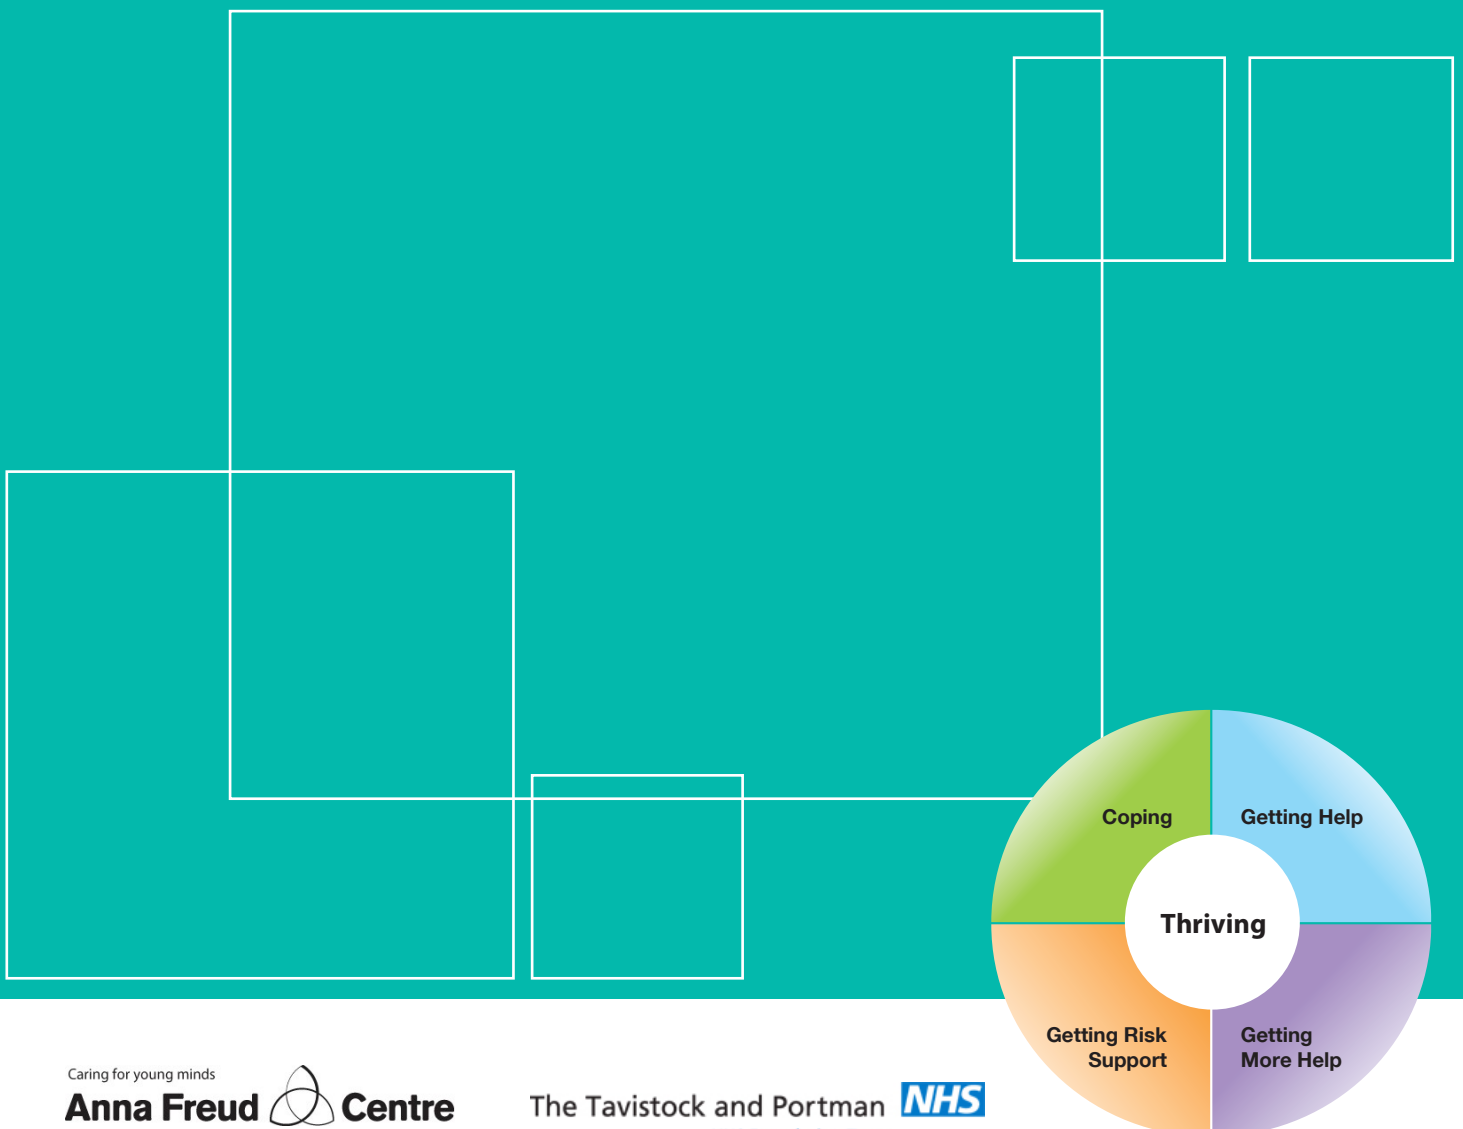 Coping
Getting Help
Thriving
Getting Risk
Support
Getting
More Help
Caring for young minds
Anna Freud Centre
The Tavistock and Portman NHS